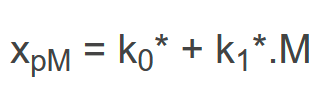 xₚM = k₀* + k₁*.M